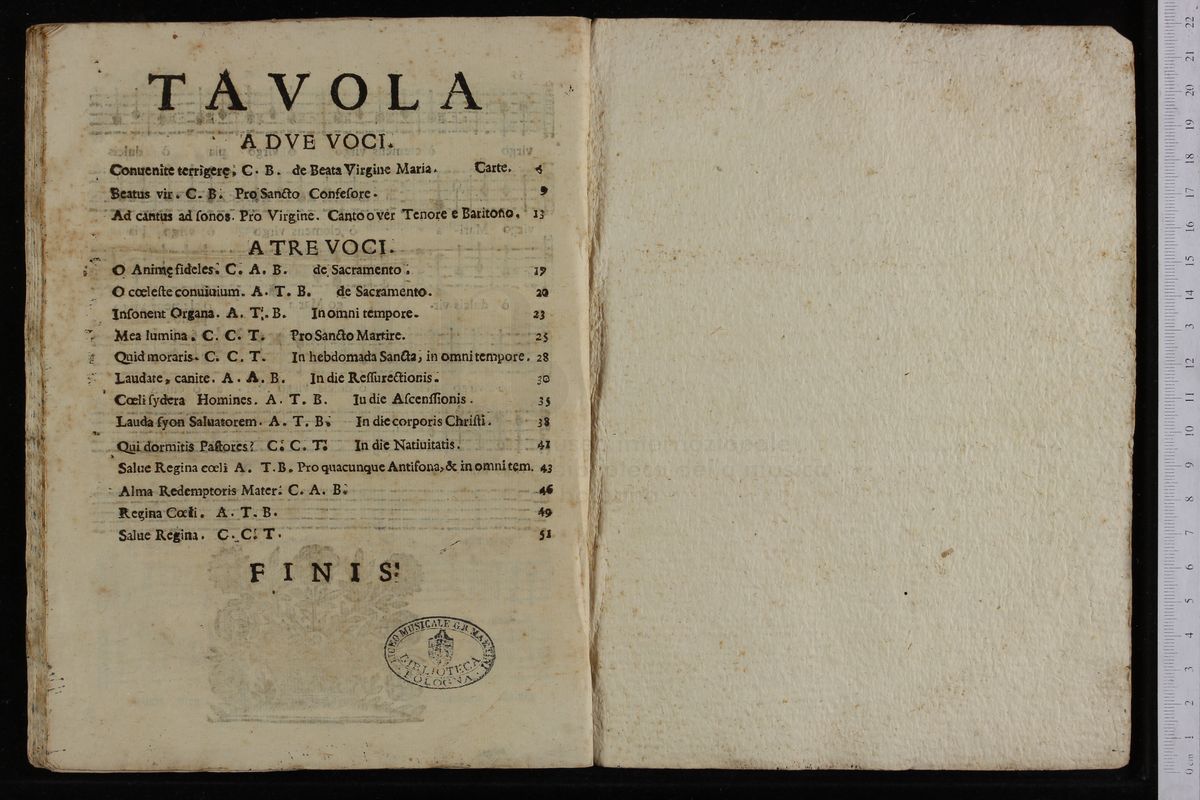 TAVOLA
A DVE VOCI.
Conuenite terrigerę. C. B. de Beata Virgine Maria. Carte. 4
Beatus vir. C. B. Pro Sancto Confeſore. 9
Ad cantus ad ſonos. Pro Virgine. Canto o ver Tenore e Baritono. 13
A TRE VOCI.
O Animę fideles. C. A. B. de Sacramento.
O cœleſte conuiuium. A. T. B. de Sacramento. 20
Inſonent Organa. A. T. B. In omni tempore. 23
Mea lumina. C. C. T. Pro Sancto Martire. 25
Quid moraris. C. C. T. In hebdomada Sancta, in omni tempore. 28
Laudate, canite. A. A. B. In die Reſſurectionis. 30
Cœli ſydera Homines. A. T. B. In die Aſcenſſionis. 35
Lauda ſyon Saluatorem. A. T. B. In die corporis Chriſti. 38
Qui dormitis Paſtores? C. C. T. In die Natiuitatis. 41
Salue Regina cœli A. T. B. Pro quacunque Antifona, & in omni tem. 43
Alma Redemptoris Mater. C. A. B. 46
Regina Cœli. A. T. B. 49
Salue Regina. C. C. T. 51
FINIS.
LICEO MUSICALE G.B. MARTINI
BIBLIOTECA
BOLOGNA